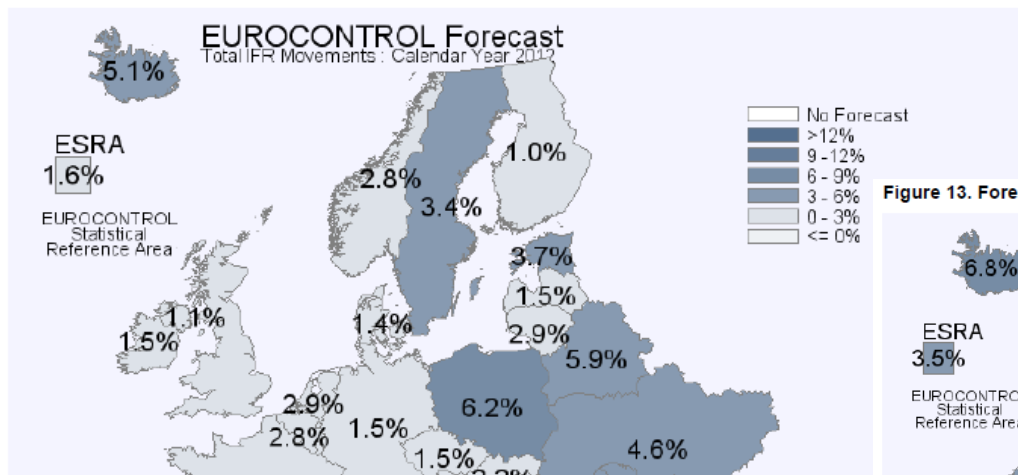 EUROCONTROL Forecast
Total IFR Movements : Calendar Year 2012
5.1%
ESRA
1.6%
EUROCONTROL
Statistical
Reference Area
No Forecast
>12%
9 - 12%
6 - 9%
3 - 6%
0 - 3%
<= 0%
1.0%
2.8%
3.4%
3.7%
1.5%
2.9%
1.1%
1.5%
1.4%
5.9%
2.9%
2.8%
1.5%
6.2%
4.6%
1.5%
Figure 13. Fore
6.8%
ESRA
3.5%
EUROCONTRO
Statistical
Reference Area